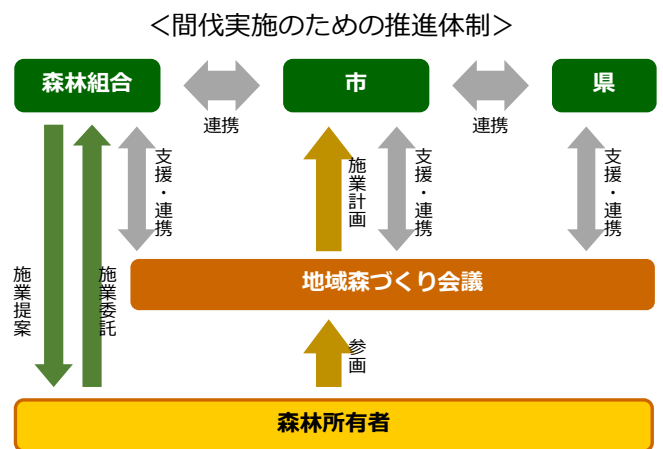 ＜間伐実施のための推進体制＞
森林組合
市
県
連携
連携
支援・連携
施業計画
支援・連携
支援・連携
施業提案
施業委託
地域森づくり会議
参画
森林所有者